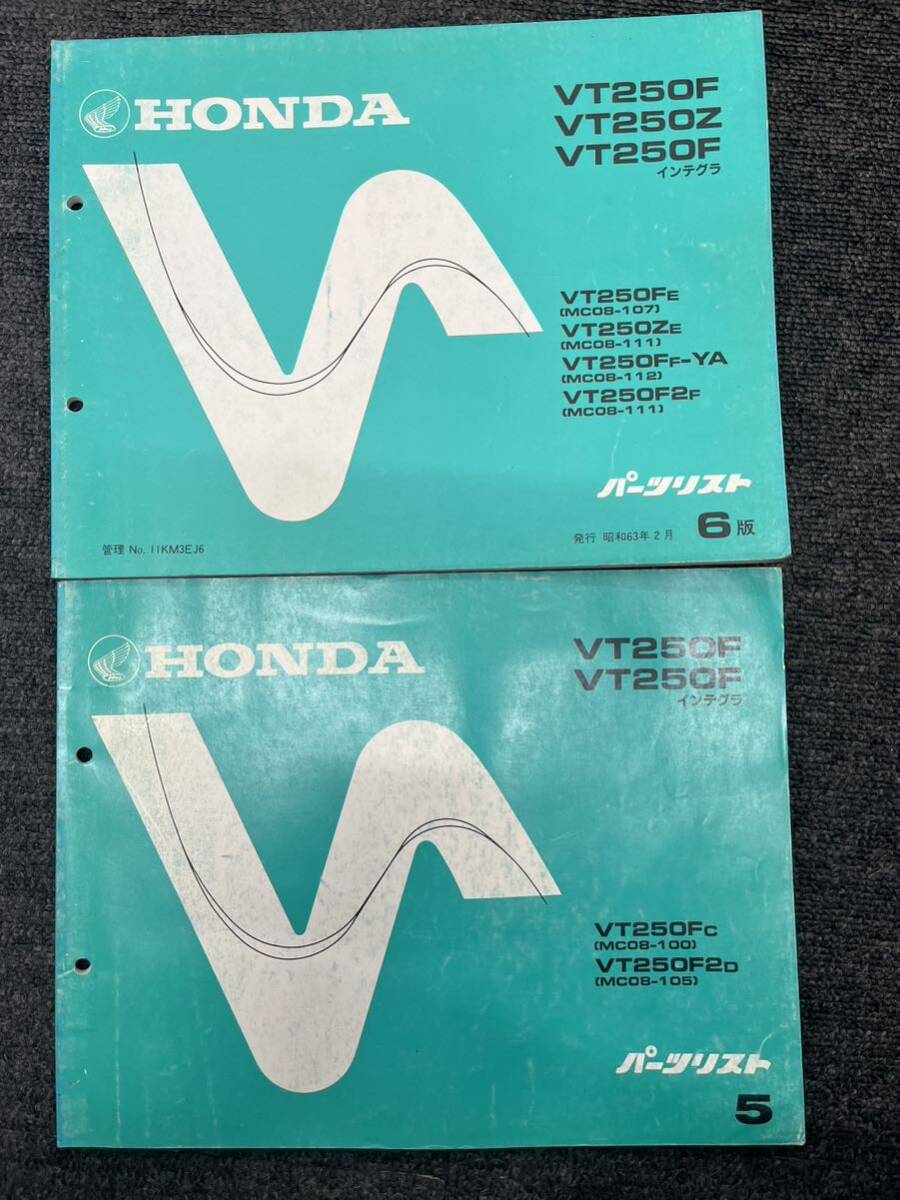 HONDA
VT250F
VT250Z
VT250F
インテグラ
VT250FE
(MC08-107)
VT250ZE
(MC08-111)
VT250FF-YA
(MC08-112)
VT250F2F
(MC08-111)
パーツリスト
管理 No. 11KM3EJ6
発行 昭和63年2月 6版
HONDA
VT250F
VT250F
インテグラ
VT250FC
(MC08-100)
VT250F2D
(MC08-105)
パーツリスト
5